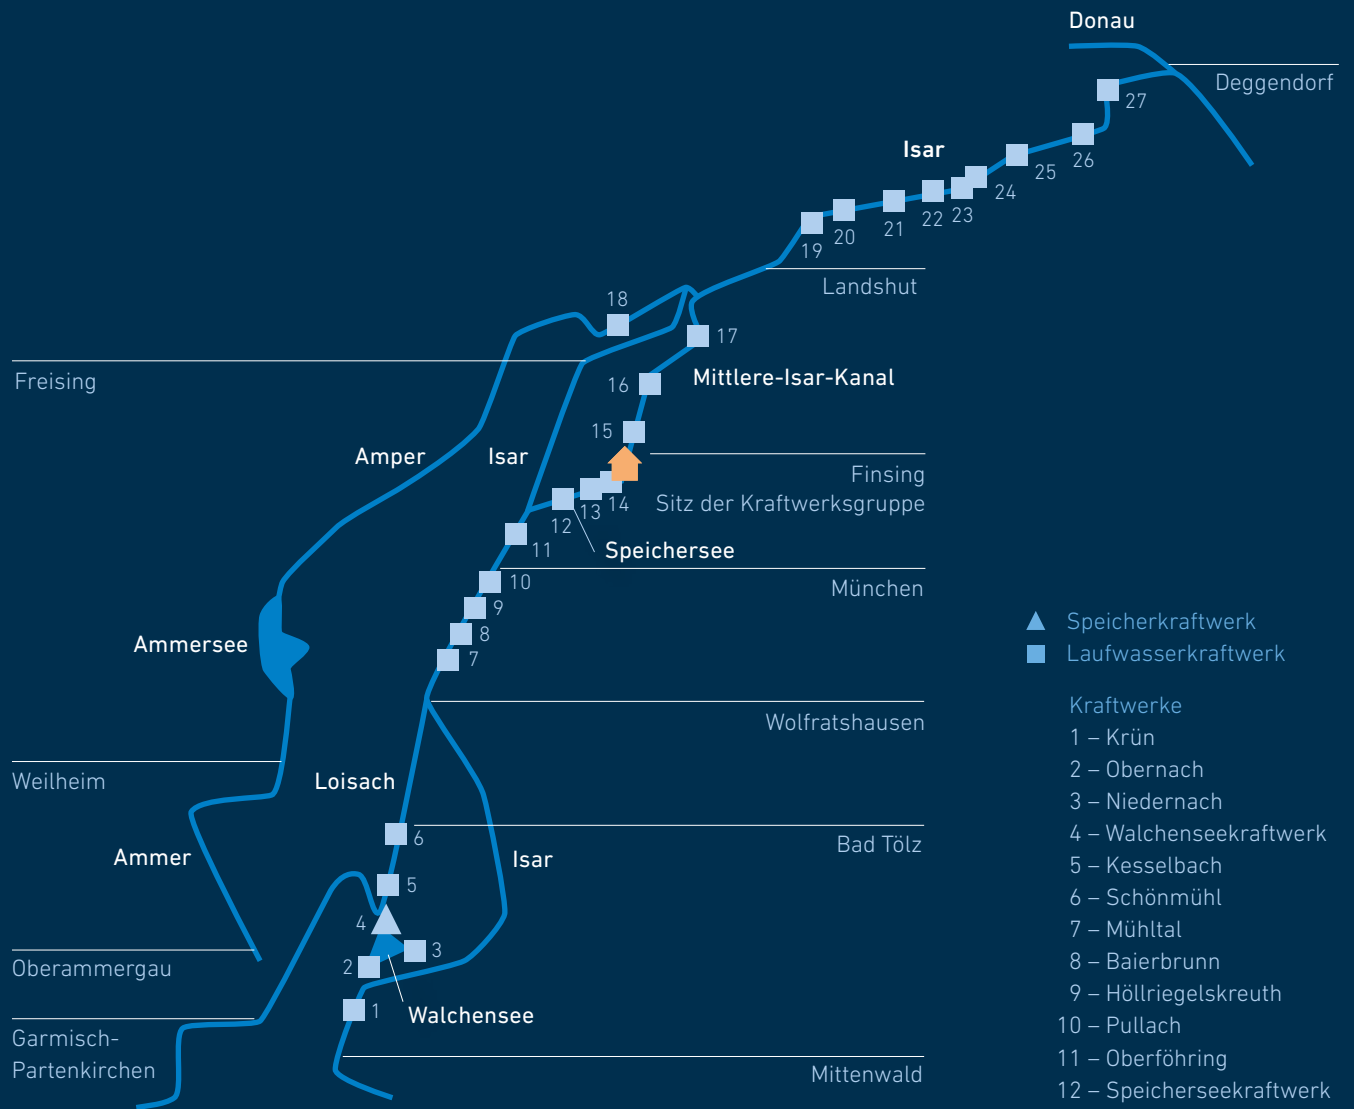 Donau
Deggendorf
27
Isar
26
25
24
23
22
21
20
19
Landshut
18
17
Freising
16
Mittlere-Isar-Kanal
15
Amper
Isar
Finsing
Sitz der Kraftwerksgruppe
14
13
12
11
Speichersee
10
München
9
8
7
Ammersee
Speicherkraftwerk
Laufwasserkraftwerk
Wolfratshausen
Weilheim
Loisach
6
Bad Tölz
Ammer
Isar
5
4
3
2
Oberammergau
1
Walchensee
Garmisch-
Partenkirchen
Mittenwald
Kraftwerke
1 – Krün
2 – Obernach
3 – Niedernach
4 – Walchenseekraftwerk
5 – Kesselbach
6 – Schönmühl
7 – Mühltal
8 – Baierbrunn
9 – Höllriegelskreuth
10 – Pullach
11 – Oberföhring
12 – Speicherseekraftwerk